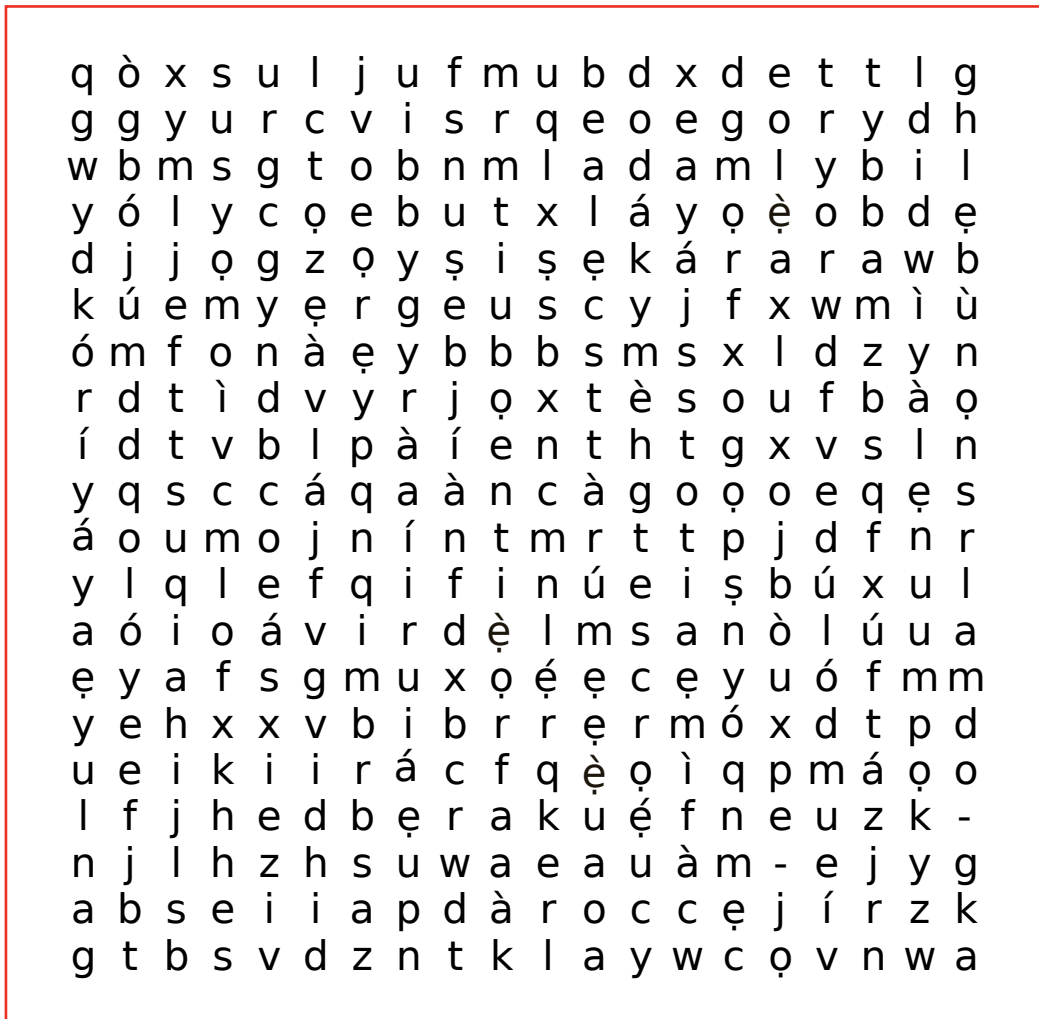 q ò x s u l j u f m u b d x d e t t l g
g g y u r c v i s r q e o e g o r y d h
w b m s g t o b n m l a d a m l y b i l
y ó l y c ọ e b u t x l á y ọ ẹ̀ o b d ẹ
d j j ọ g z ọ y ṣ i ṣ ẹ k á r a r a w b
k ú e m y ẹ r g e u s c y j f x w m ì ù
ó m f o n à ẹ y b b b s m s x l d z y n
r d t ì d v y r j ọ x t è s o u f b à ọ
í d t v b l p à í e n t h t g x v s l n
y q s c c á q a à n c à g o ọ o e q ẹ s
á o u m o j n í n t m r t t p j d f n r
y l q l e f q i f i n ú e i ṣ b ú x u l
a ó i o á v i r d ẹ̀ l m s a n ò l ú u a
ẹ y a f s g m u x ọ ẹ́ ẹ c ẹ y u ó f m m
y e h x x v b i b r r ẹ r m ó x d t p d
u e i k i i r á c f q ẹ̀ ọ ì q p m á ọ o
l f j h e d b ẹ r a k u ẹ́ f n e u z k -
n j l h z h s u w a e a u à m - e j y g
a b s e i i a p d à r o c c ẹ j í r z k
g t b s v d z n t k l a y w c ọ v n w a